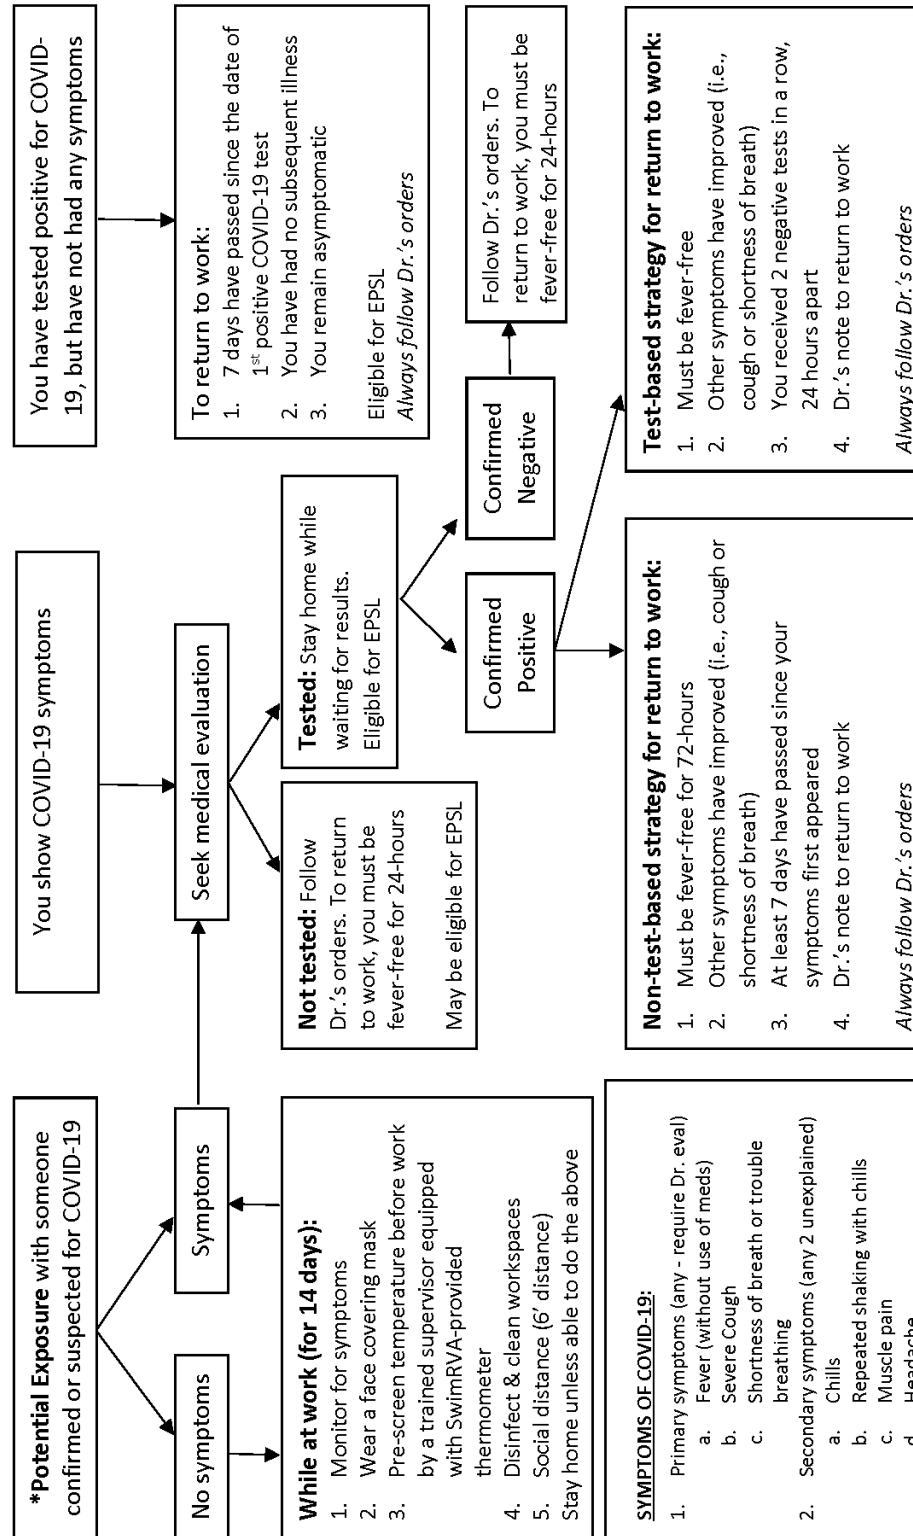 *Potential Exposure with someone
confirmed or suspected for COVID-19
No symptoms
Symptoms
While at work (for 14 days):
1. Monitor for symptoms
2. Wear a face covering mask
3. Pre-screen temperature before work
by a trained supervisor equipped
with SwimRVA-provided
thermometer
4. Disinfect & clean workspaces
5. Social distance (6’ distance)
Stay home unless able to do the above
SYMPTOMS OF COVID-19:
1. Primary symptoms (any - require Dr. eval)
a. Fever (without use of meds)
b. Severe Cough
c. Shortness of breath or trouble
breathing
2. Secondary symptoms (any 2 unexplained)
a. Chills
b. Repeated shaking with chills
c. Muscle pain
d. Headache
You show COVID-19 symptoms
Seek medical evaluation
Not tested: Follow
Dr.’s orders. To return
to work, you must be
fever-free for 24-hours
May be eligible for EPSL
Tested: Stay home while
waiting for results.
Eligible for EPSL
Confirmed
Positive
Confirmed
Negative
Follow Dr.’s orders. To
return to work, you must be
fever-free for 24-hours
Non-test-based strategy for return to work:
1. Must be fever-free for 72-hours
2. Other symptoms have improved (i.e., cough or
shortness of breath)
3. At least 7 days have passed since your
symptoms first appeared
4. Dr.’s note to return to work
Always follow Dr.’s orders
Test-based strategy for return to work:
1. Must be fever-free
2. Other symptoms have improved (i.e.,
cough or shortness of breath)
3. You received 2 negative tests in a row,
24 hours apart
4. Dr.’s note to return to work
Always follow Dr.’s orders
You have tested positive for COVID-
19, but have not had any symptoms
To return to work:
1. 7 days have passed since the date of
1st positive COVID-19 test
2. You have had no subsequent illness
3. You remain asymptomatic
Eligible for EPSL
Always follow Dr.’s orders